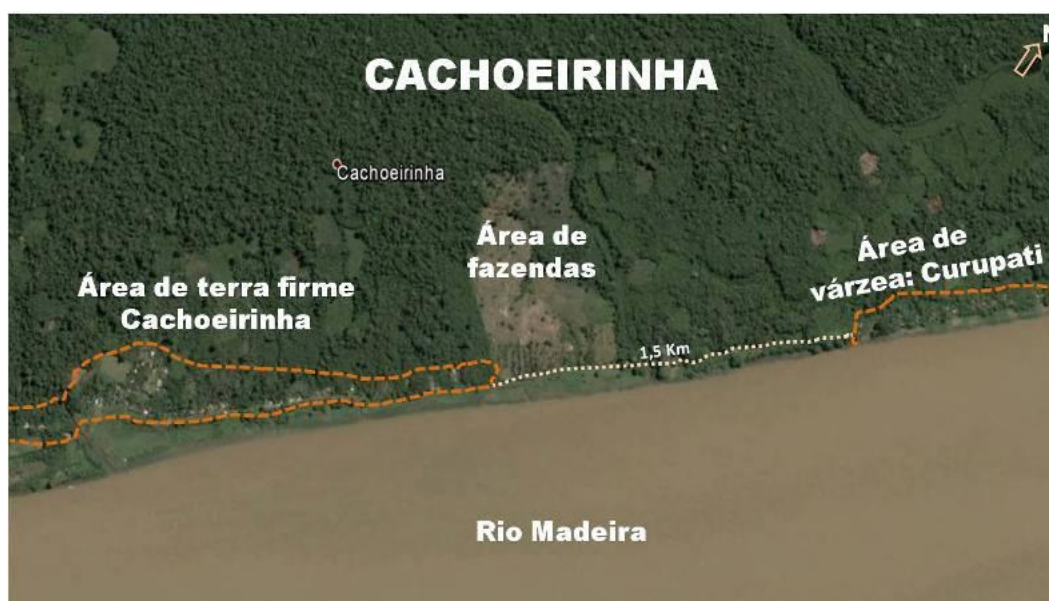 N
CACHOEIRINHA
Cachoeirinha
Área de
fazendas
Área de
várzea: Curupati
Área de terra firme
Cachoeirinha
1,5 Km
Rio Madeira